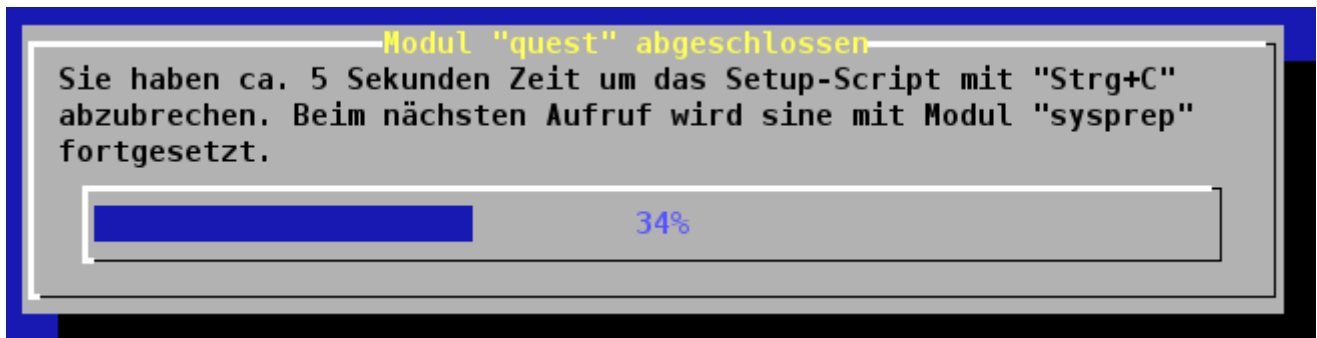 Modul "quest" abgeschlossen
Sie haben ca. 5 Sekunden Zeit um das Setup-Script mit "Strg+C"
abzubrechen. Beim nächsten Aufruf wird sine mit Modul "sysprep"
fortgesetzt.
34%